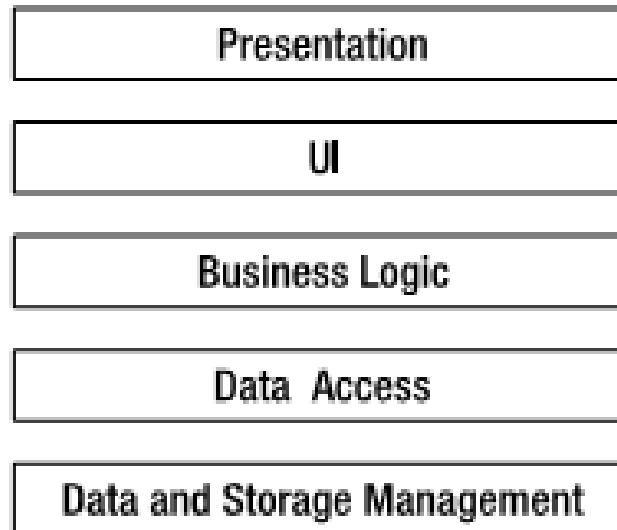 Presentation
UI
Business Logic
Data Access
Data and Storage Management